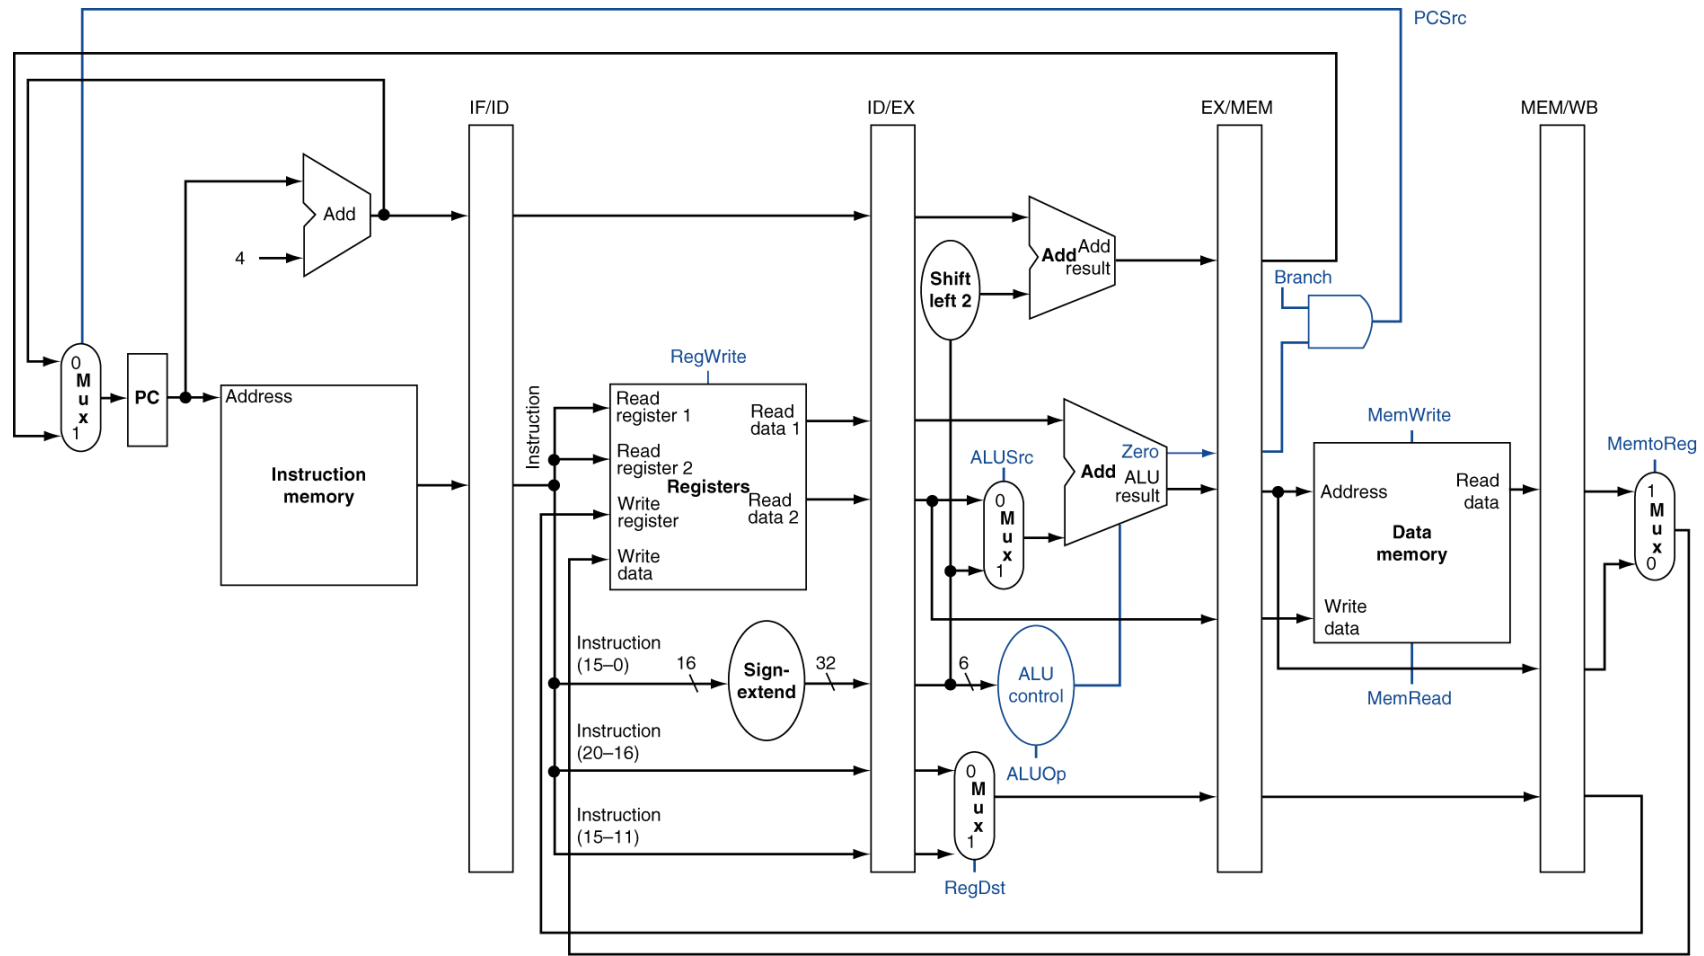 PCSrc
IF/ID
ID/EX
EX/MEM
MEM/WB
Add
4
0
M
u
x
1
PC
Address
Instruction
memory
Instruction
RegWrite
Read
register 1
Read
register 2
Write
register
Write
data
Registers
Read
data 1
Read
data 2
Instruction
(15–0)
16
Sign-
extend
32
Instruction
(20–16)
Instruction
(15–11)
Shift
left 2
Add
Add
result
ALUSrc
0
M
u
x
1
Add
Zero
ALU
result
6
ALU
control
ALUOp
0
M
u
x
1
RegDst
Branch
MemWrite
Address
Read
data
Data
memory
Write
data
MemRead
MemtoReg
1
M
u
x
0